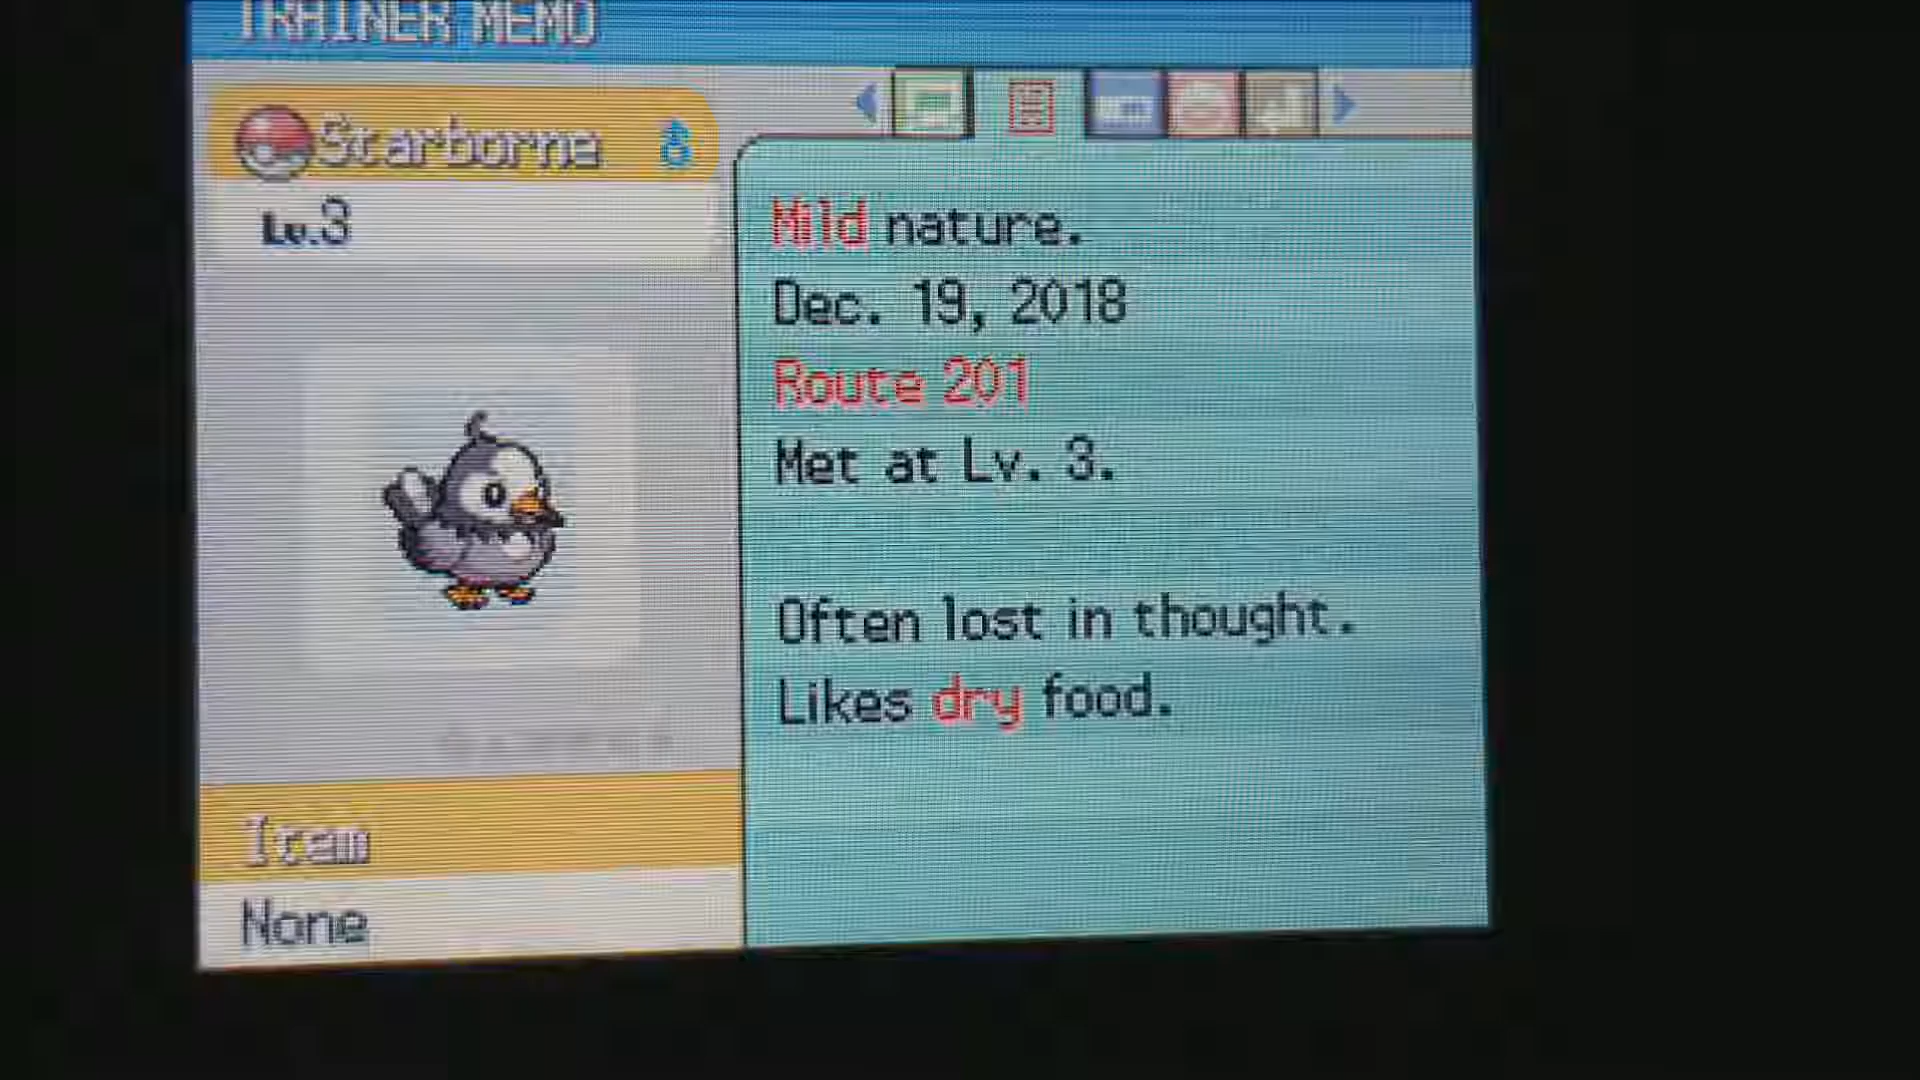 TRAINER MEMO
Starborne ♂
Lv.3
Mild nature.
Dec. 19, 2018
Route 201
Met at Lv. 3.
Often lost in thought.
Likes dry food.
Item
None